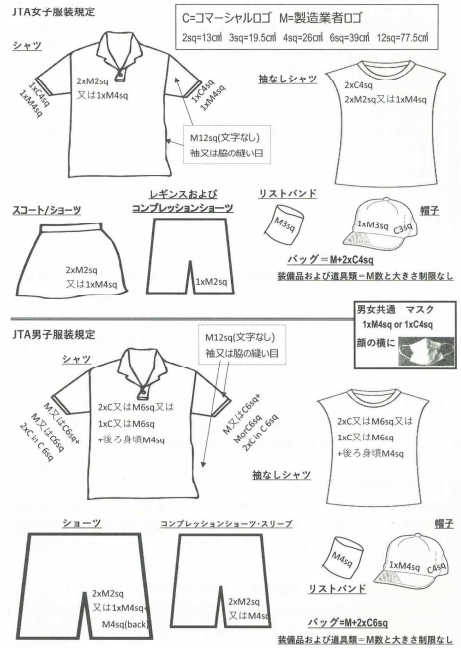 JTA女子服装規定
C=コマーシャルロゴ M=製造業者ロゴ
2sq=13c㎡ 3sq=19.5c㎡ 4sq=26c㎡ 6sq=39c㎡ 12sq=77.5c㎡
シャツ
2xM2sq
又は1xM4sq
1xC4sq
1xM4sq
1xC4sq
1xM4sq
M12sq(文字なし)
袖又は脇の縫い目
袖なしシャツ
2xC4sq
2xM2sq又は1xM4sq
スコート/ショーツ
2xM2sq
又は1xM4sq
レギンスおよび
コンプレッションショーツ
1xM2sq
リストバンド
M3sq
帽子
1xM3sq
C3sq
バッグ=M+2xC4sq
装備品および道具類=M数と大きさ制限なし
男女共通 マスク
1xM4sq or 1xC4sq
顔の横に
JTA男子服装規定
M12sq(文字なし)
袖又は脇の縫い目
シャツ
2xC又はM6sq又は
1xC又はM6sq
+後ろ身頃M4sq
M又はC6sq+
M又はC6sq
2xC in C 6sq
M又はC6sq+
MorC6sq
2xC in C 6sq
袖なしシャツ
2xC又はM6sq又は
1xC又はM6sq
+後ろ身頃M4sq
ショーツ
2xM2sq
又は1xM4sq+
M4sq(back)
コンプレッションショーツ・スリーブ
2xM2sq
又はM4sq
M4sq
リストバンド
帽子
1xM4sq
C4sq
バッグ=M+2xC6sq
装備品および道具類=M数と大きさ制限なし